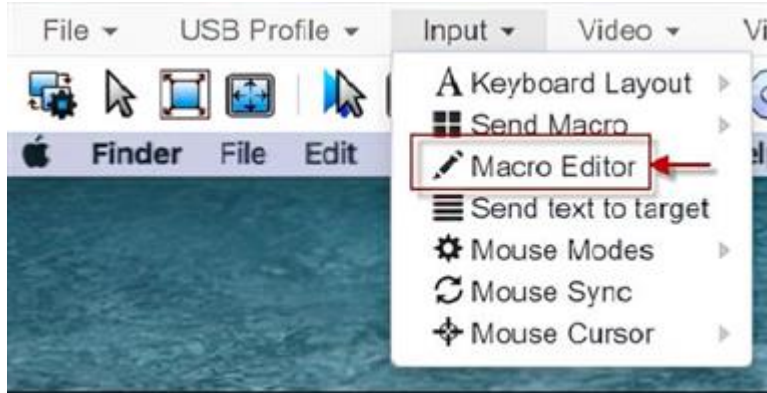 File USB Profile Input Video
Finder File Edit
Keyboard Layout
Send Macro
Macro Editor
Send text to target
Mouse Modes
Mouse Sync
Mouse Cursor